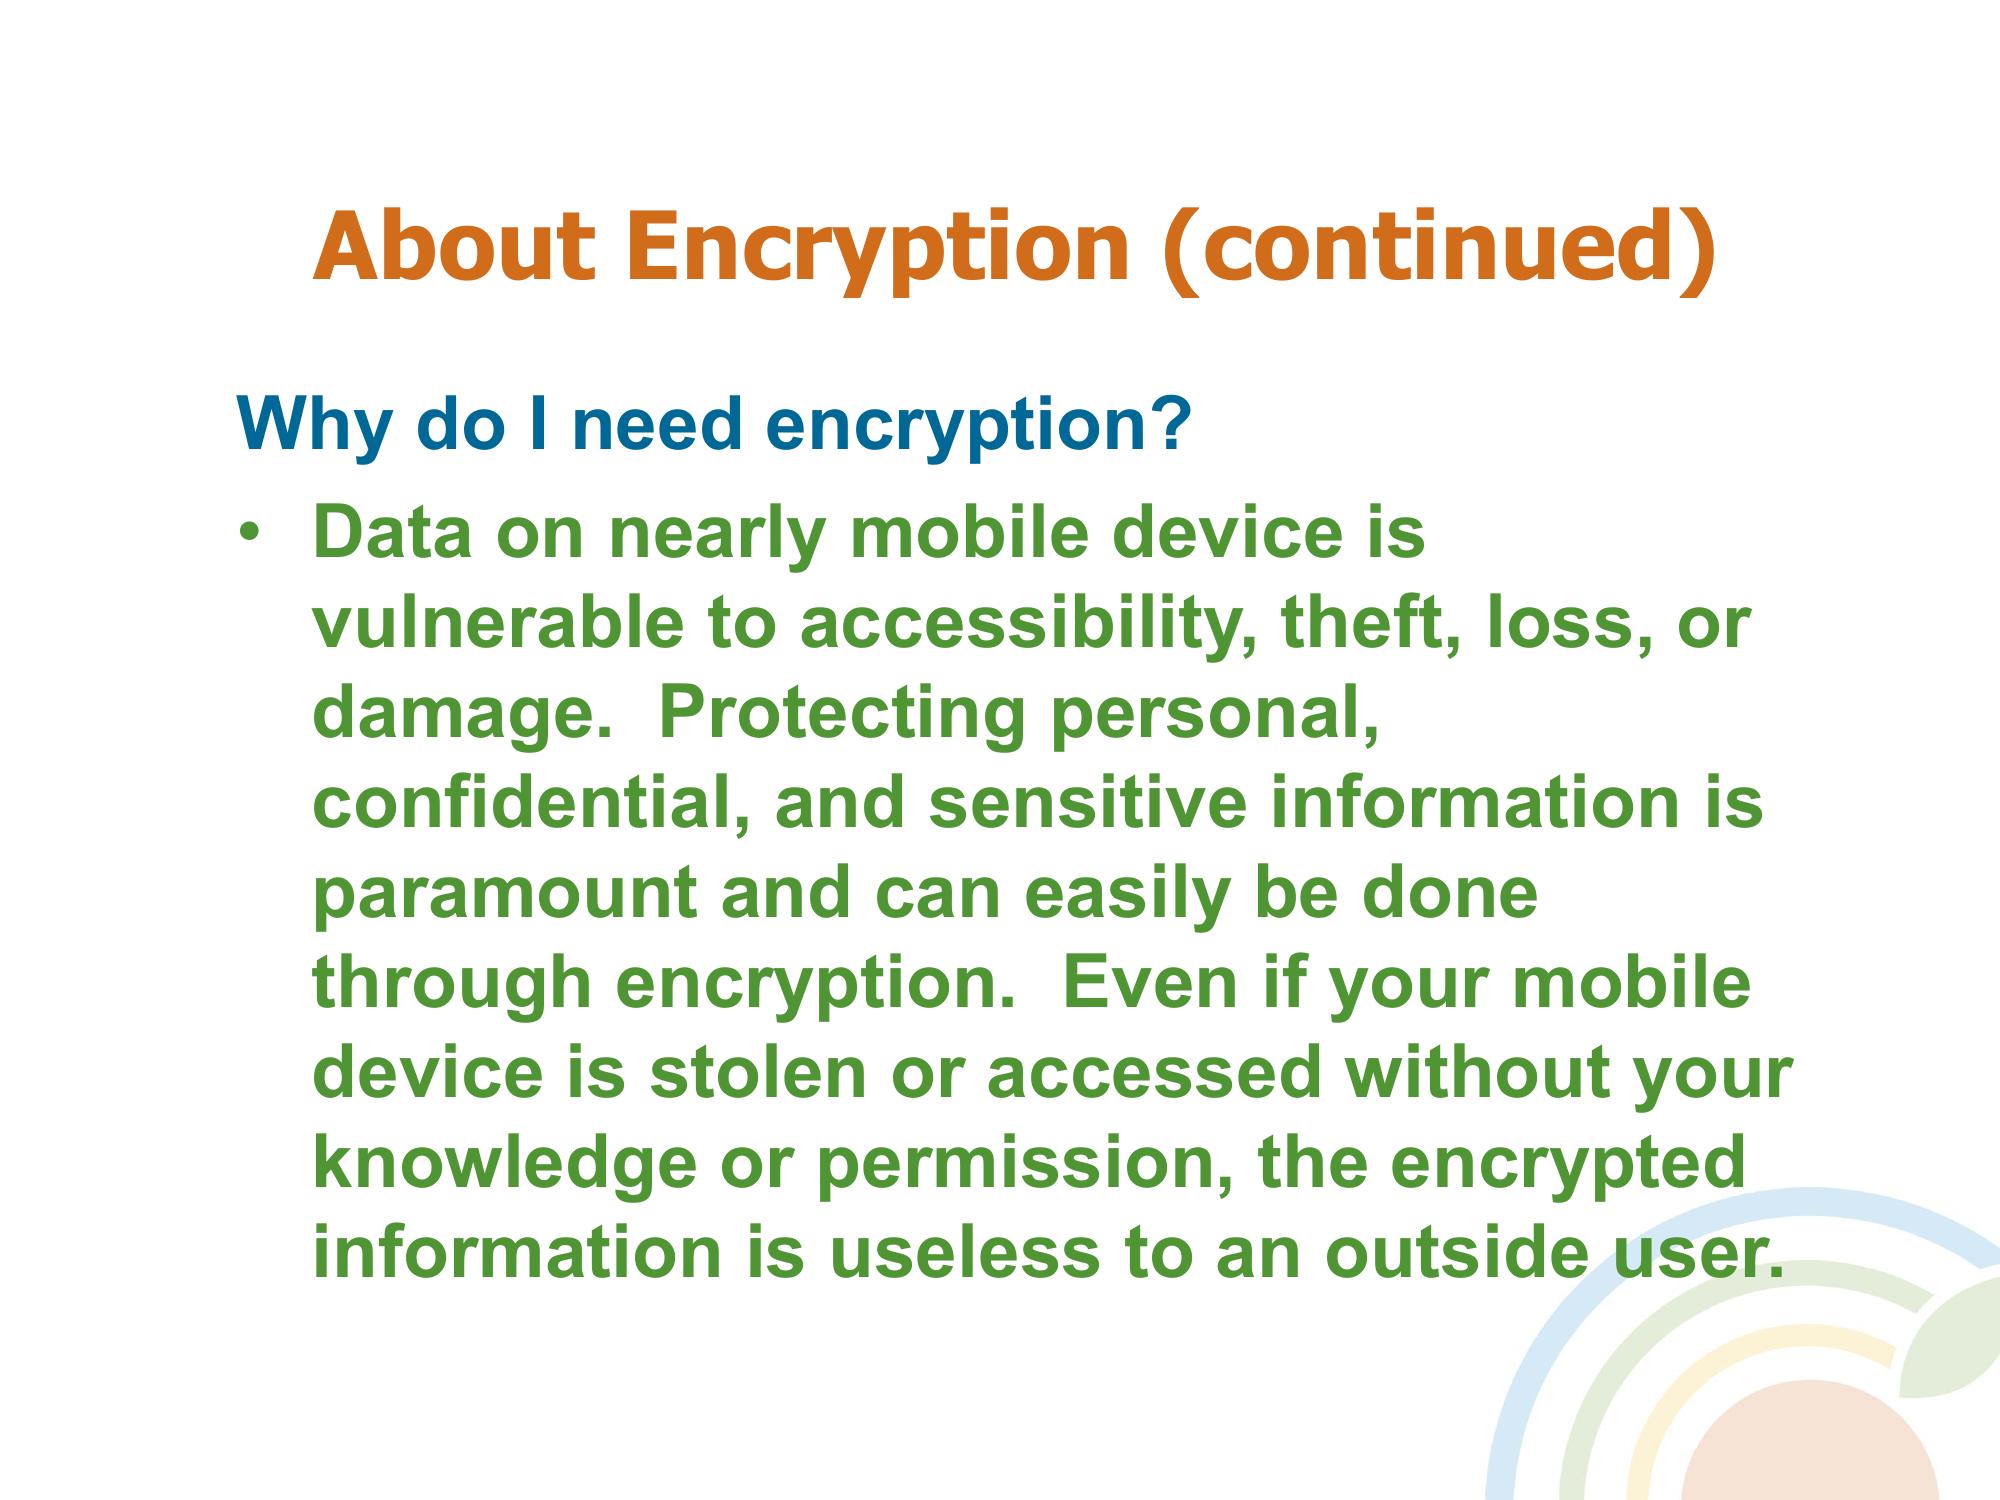 About Encryption (continued)
Why do I need encryption?
• Data on nearly mobile device is
vulnerable to accessibility, theft, loss, or
damage.  Protecting personal,
confidential, and sensitive information is
paramount and can easily be done
through encryption.  Even if your mobile
device is stolen or accessed without your
knowledge or permission, the encrypted
information is useless to an outside user.